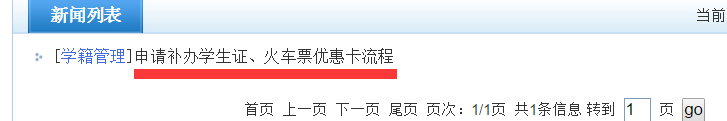 新闻列表 当前
[学籍管理]申请补办学生证、火车票优惠卡流程
首页 上一页 下一页 尾页 页次：1/1页 共1条信息 转到 1 页 go